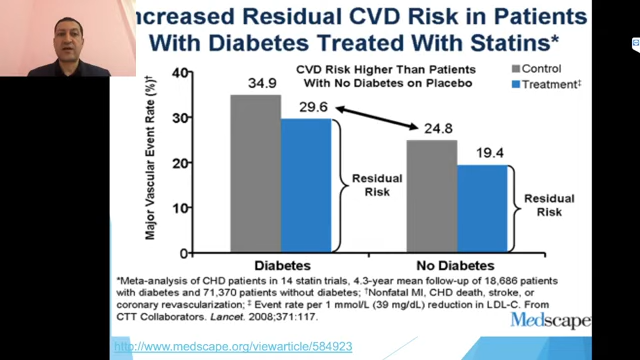 Increased Residual CVD Risk in Patients
With Diabetes Treated With Statins*
CVD Risk Higher Than Patients
With No Diabetes on Placebo
Control
Treatment‡
Major Vascular Event Rate (%)†
40
30
20
10
0
34.9
29.6
24.8
19.4
Residual
Risk
Residual
Risk
Diabetes
No Diabetes
*Meta-analysis of CHD patients in 14 statin trials, 4.3-year mean follow-up of 18,686 patients
with diabetes and 71,370 patients without diabetes; †Nonfatal MI, CHD death, stroke, or
coronary revascularization; ‡ Event rate per 1 mmol/L (39 mg/dL) reduction in LDL-C. From
CTT Collaborators. Lancet. 2008;371:117.
Medscape
http://www.medscape.org/viewarticle/584923